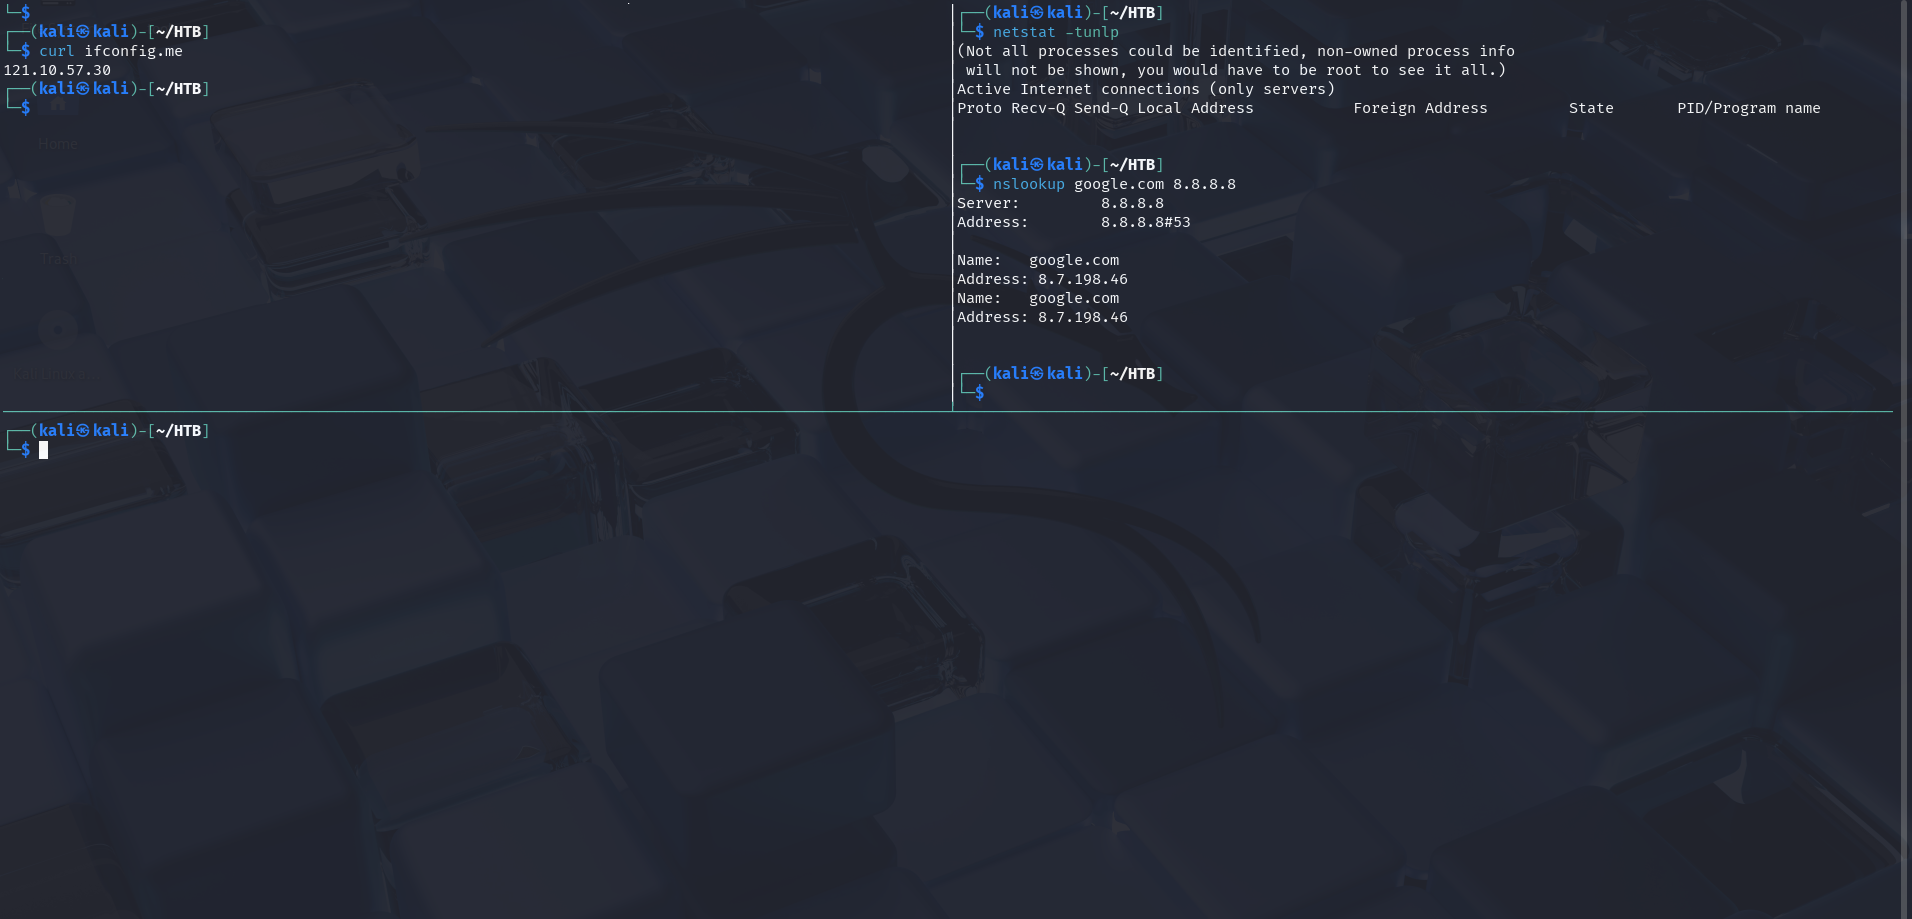 └─$
┌──(kali㉿kali)-[~/HTB]
└─$ curl ifconfig.me
121.10.57.30
┌──(kali㉿kali)-[~/HTB]
└─$
Home
Trash
┌──(kali㉿kali)-[~/HTB]
└─$ netstat -tunlp
(Not all processes could be identified, non-owned process info
 will not be shown, you would have to be root to see it all.)
Active Internet connections (only servers)
Proto Recv-Q Send-Q Local Address           Foreign Address         State       PID/Program name
┌──(kali㉿kali)-[~/HTB]
└─$ nslookup google.com 8.8.8.8
Server:         8.8.8.8
Address:        8.8.8.8#53
Name:   google.com
Address: 8.7.198.46
Name:   google.com
Address: 8.7.198.46
┌──(kali㉿kali)-[~/HTB]
└─$
┌──(kali㉿kali)-[~/HTB]
└─$